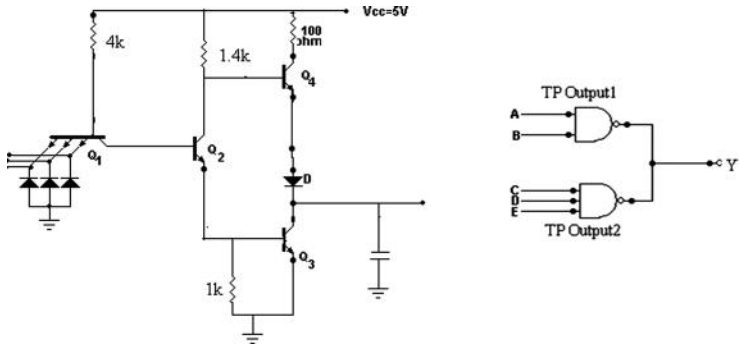 Vcc=5V
4k
1.4k
100
ohm
Q4
Q1
Q2
D
Q3
1k
TP Output1
A
B
C
D
E
Y
TP Output2